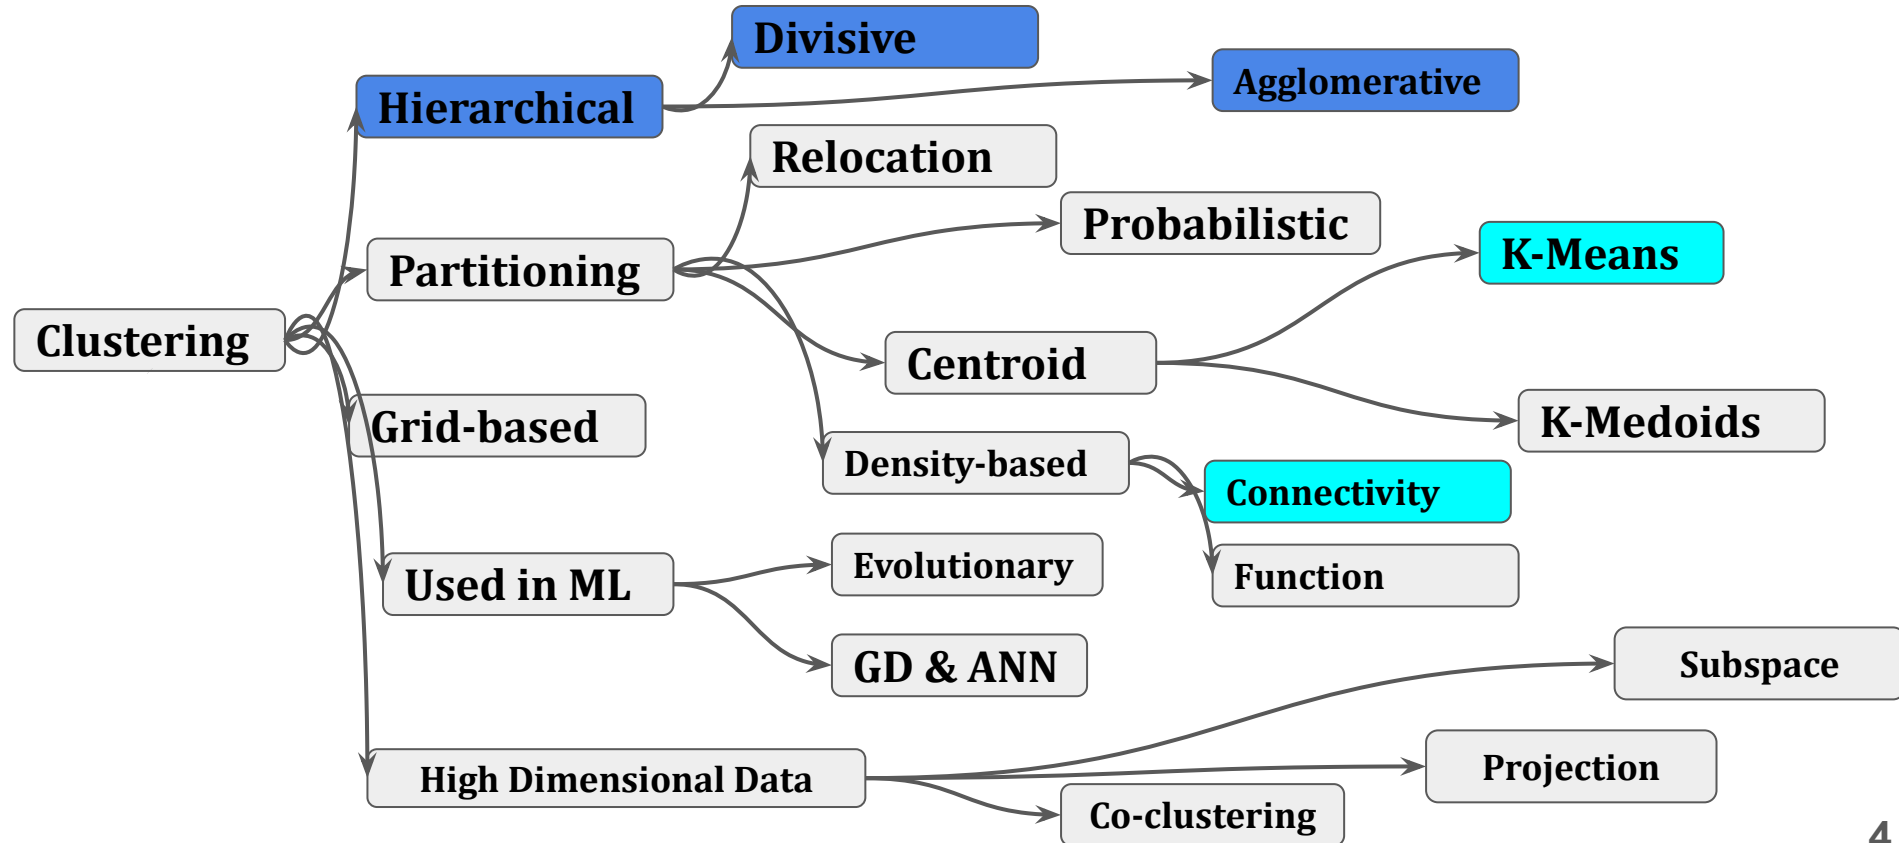 Divisive
Agglomerative
Hierarchical
Relocation
Probabilistic
K-Means
Partitioning
Clustering
Centroid
K-Medoids
Grid-based
Density-based
Connectivity
Evolutionary
Function
Used in ML
GD & ANN
Subspace
Projection
High Dimensional Data
Co-clustering
4